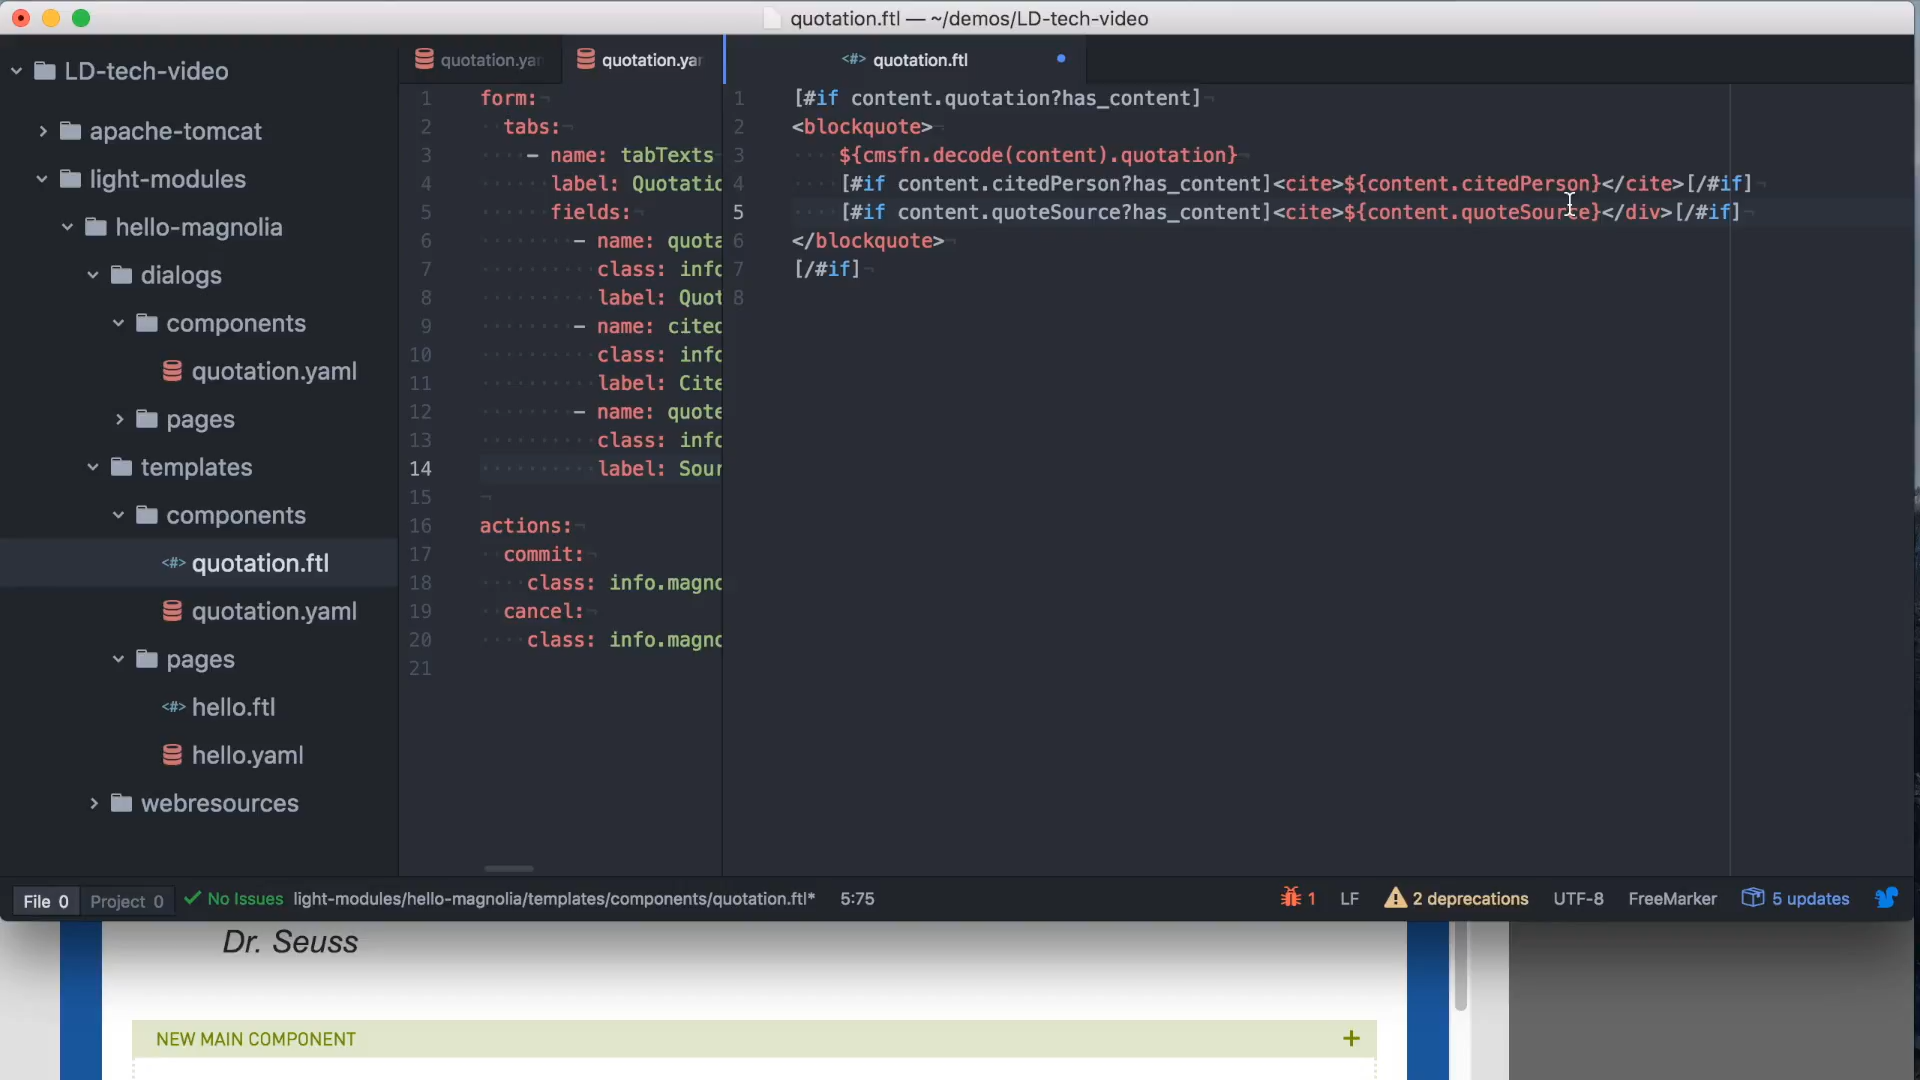 quotation.ftl — ~/demos/LD-tech-video
LD-tech-video
apache-tomcat
light-modules
hello-magnolia
dialogs
components
quotation.yaml
pages
templates
components
quotation.ftl
quotation.yaml
pages
hello.ftl
hello.yaml
webresources
quotation.yar
quotation.yar
1 form:
2 tabs:
3 - name: tabTexts
4 label: Quotatio
5 fields:
6 - name: quota
7 class: info
8 label: Quot
9 - name: cited
10 class: info
11 label: Cite
12 - name: quote
13 class: info
14 label: Sour
15
16 actions:
17 commit:
18 class: info.magno
19 cancel:
20 class: info.magno
21
<#> quotation.ftl
1 [#if content.quotation?has_content]
2 <blockquote>
3 ${cmsfn.decode(content).quotation}
4 [#if content.citedPerson?has_content]<cite>${content.citedPerson}</cite>[/#if]
5 [#if content.quoteSource?has_content]<cite>${content.quoteSource}</div>[/#if]
6 </blockquote>
7 [/#if]
8
File 0 Project 0 No Issues light-modules/hello-magnolia/templates/components/quotation.ftl* 5:75 1 LF 2 deprecations UTF-8 FreeMarker 5 updates
Dr. Seuss
NEW MAIN COMPONENT +